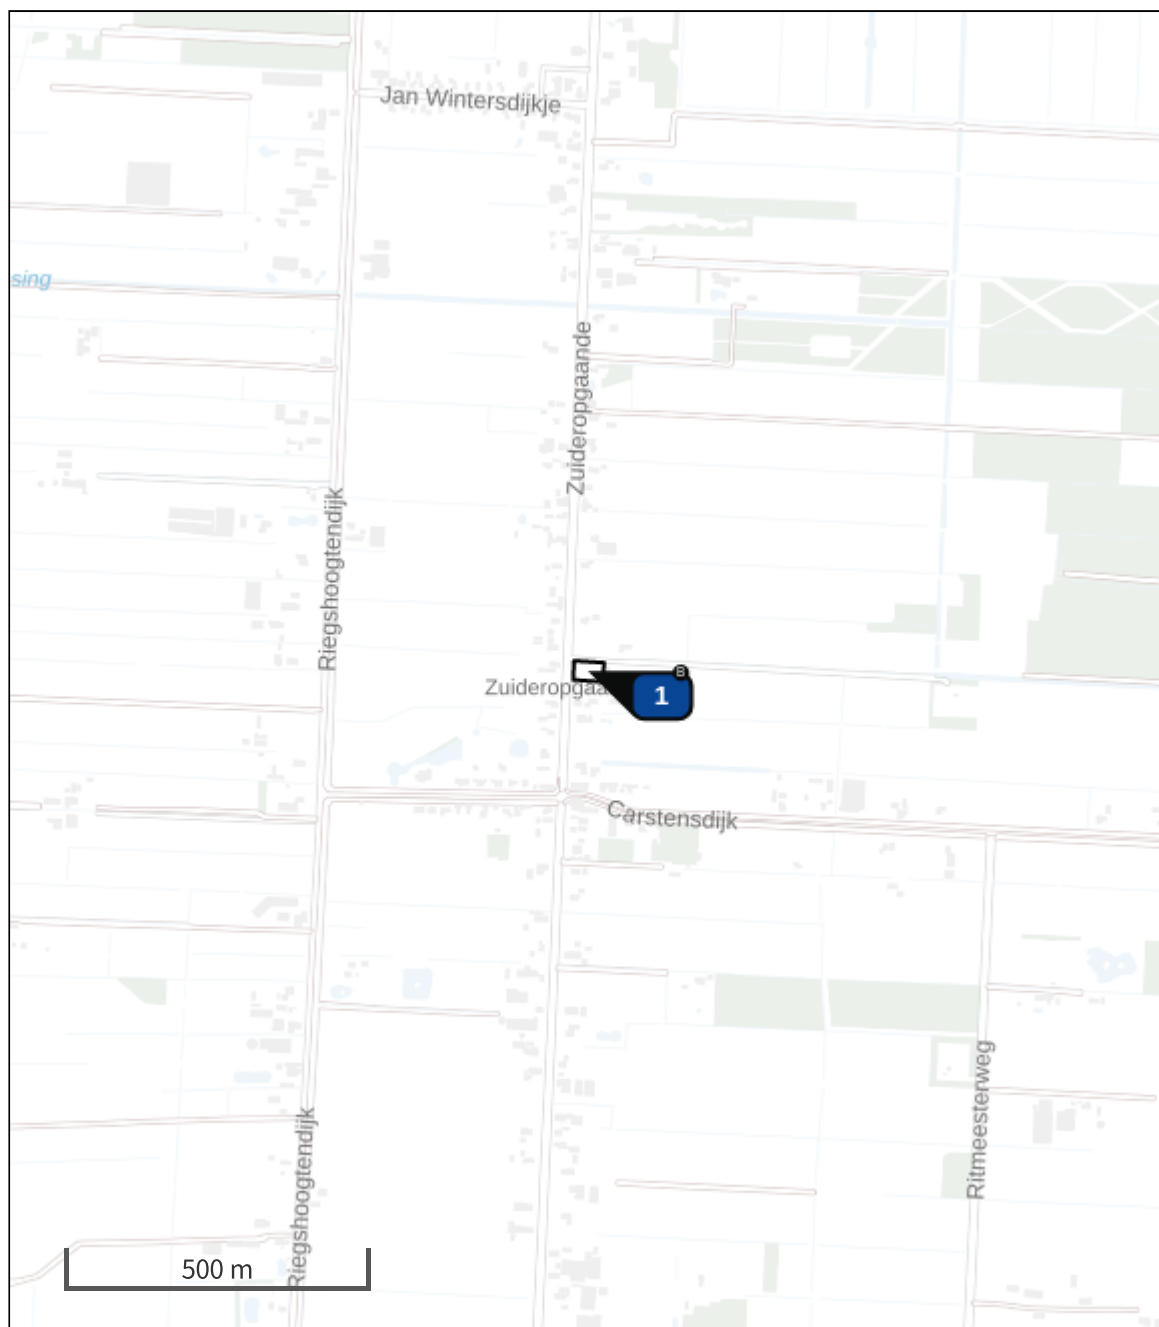 Jan Wintersdijkje
sing
Zuideropgaande
Riegshoogtendijk
B
Zuideropgaa
1
Carstensdijk
Ritmeesterweg
Riegshoogtendijk
500 m